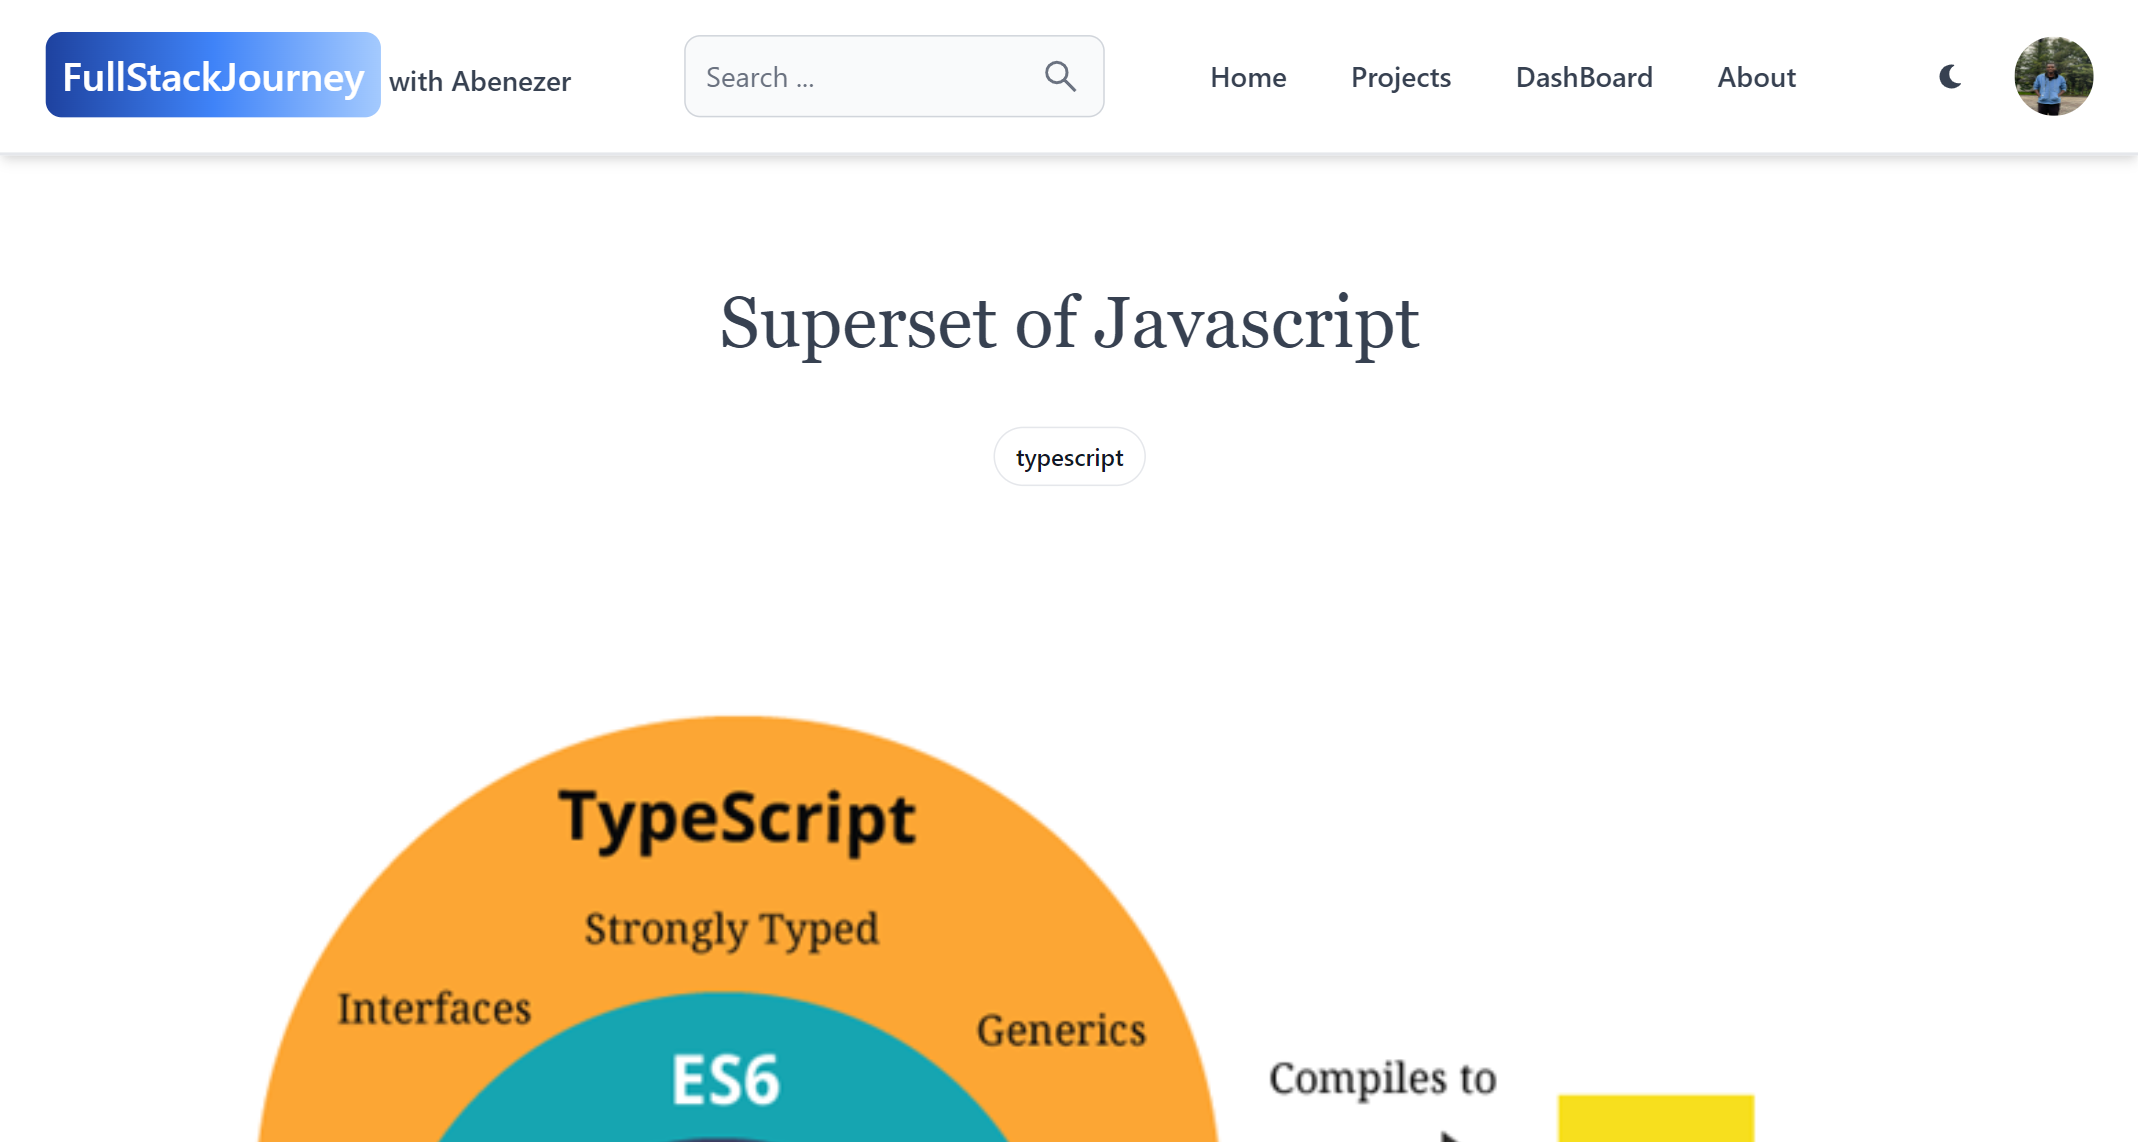 FullStackJourney with Abenezer
Search ...
Home
Projects
DashBoard
About
Superset of Javascript
typescript
TypeScript
Strongly Typed
Interfaces
Generics
ES6
Compiles to